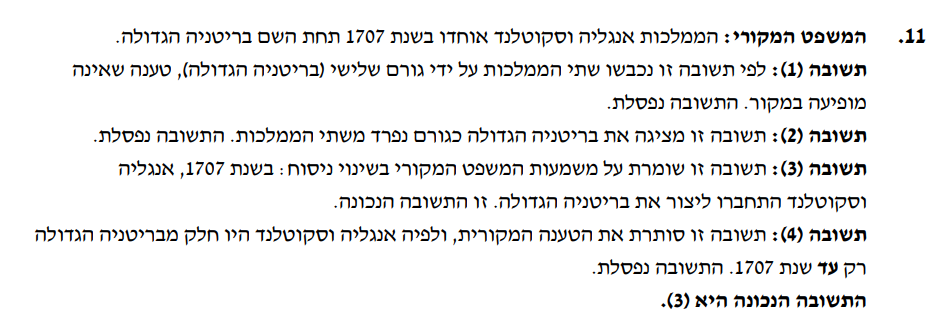 11. המשפט המקורי: הממלכות אנגליה וסקוטלנד אוחדו בשנת 1707 תחת השם בריטניה הגדולה.
תשובה (1): לפי תשובה זו נכבשו שתי הממלכות על ידי גורם שלישי (בריטניה הגדולה), טענה שאינה
מופיעה במקור. התשובה נפסלת.
תשובה (2): תשובה זו מציגה את בריטניה הגדולה כגורם נפרד משתי הממלכות. התשובה נפסלת.
תשובה (3): תשובה זו שומרת על משמעות המשפט המקורי בשינוי ניסוח: בשנת 1707, אנגליה
וסקוטלנד התחברו ליצור את בריטניה הגדולה. זו התשובה הנכונה.
תשובה (4): תשובה זו סותרת את הטענה המקורית, ולפיה אנגליה וסקוטלנד היו חלק מבריטניה הגדולה
רק עד שנת 1707. התשובה נפסלת.
התשובה הנכונה היא (3).